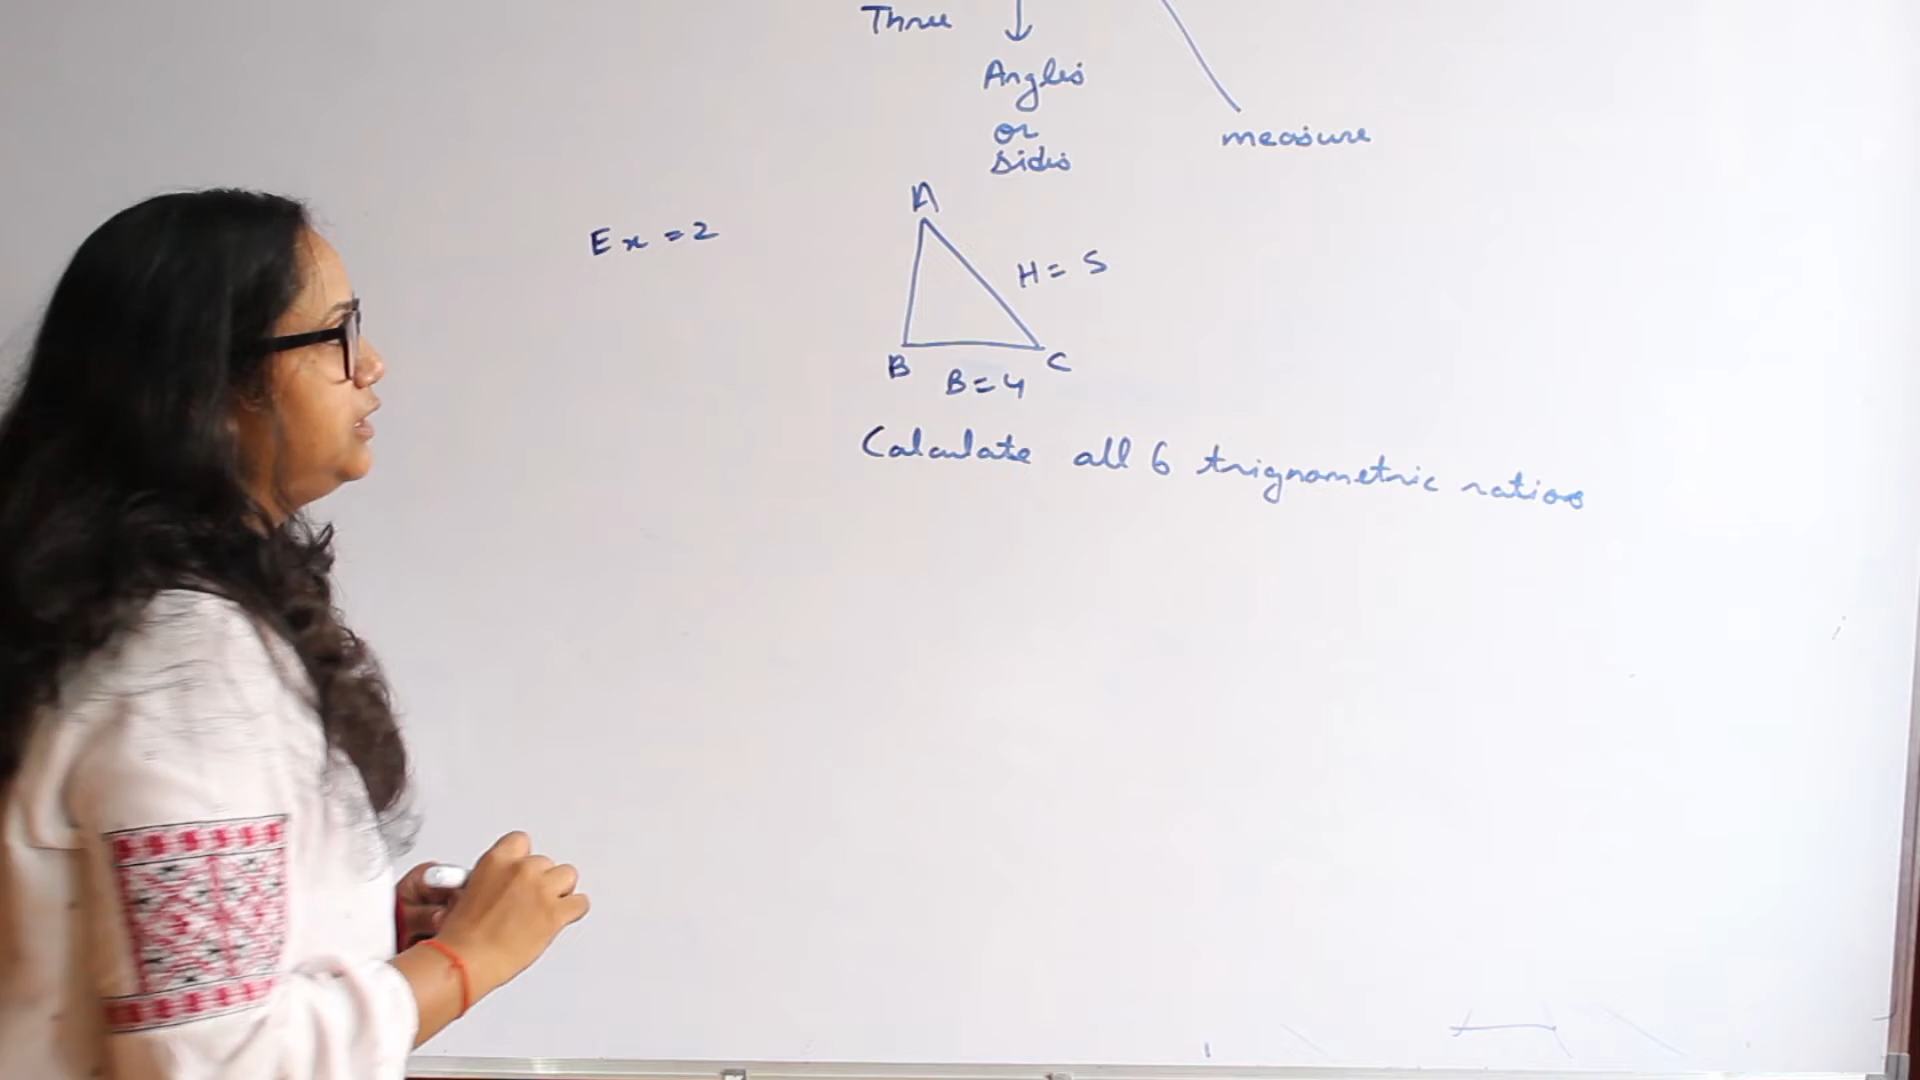 Three
Angles
or
sides
measure
Ex = 2
A
H = 5
B
C
B = 4
Calculate all 6 trignometric ratios